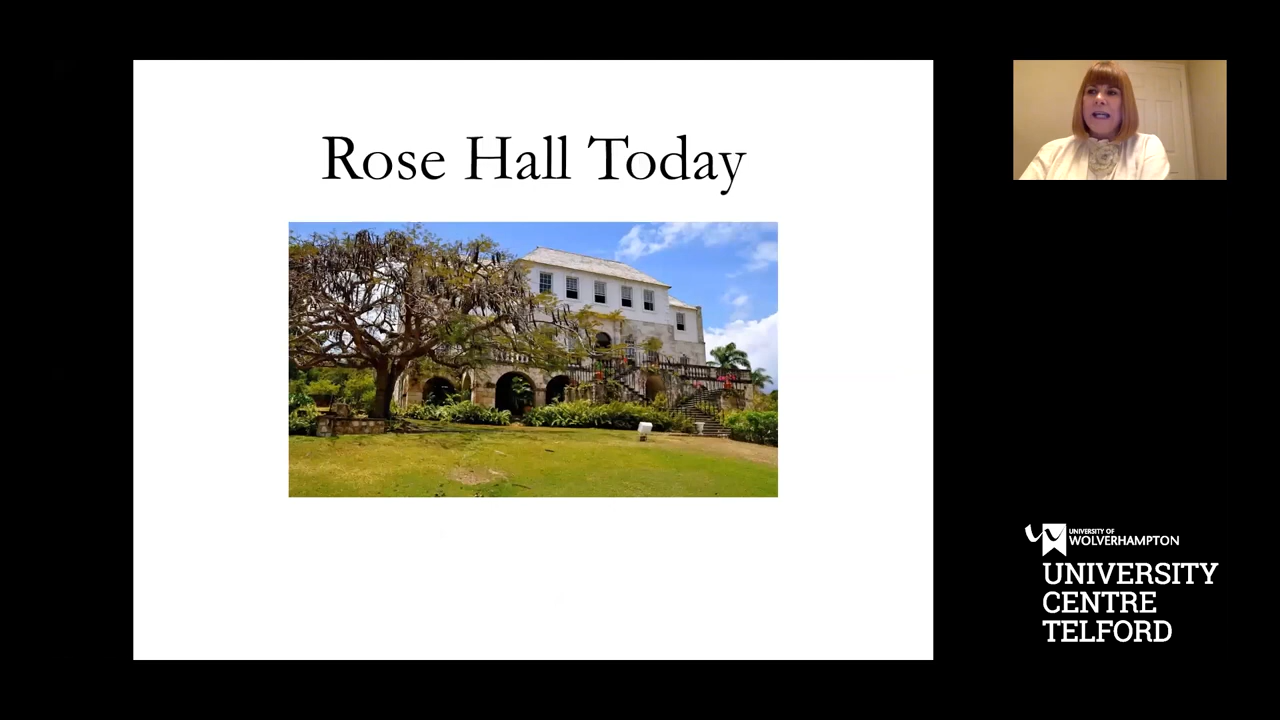 Rose Hall Today
UNIVERSITY OF
WOLVERHAMPTON
UNIVERSITY
CENTRE
TELFORD